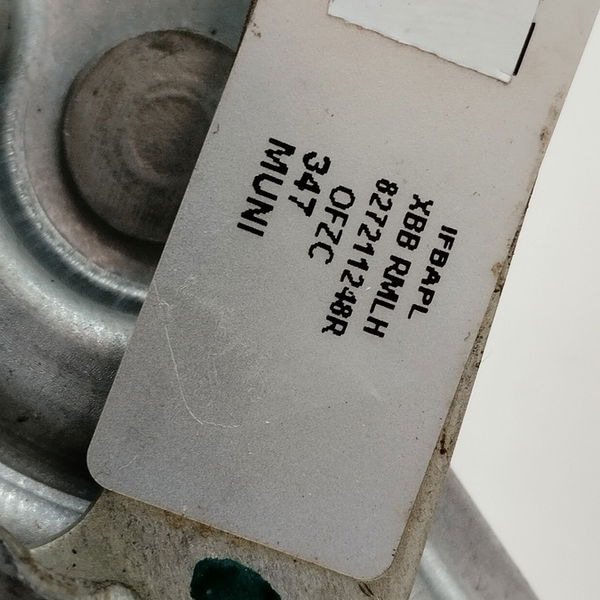 IFBAPL
XBB RMLH
827211248R
OFZC
347
MUNI